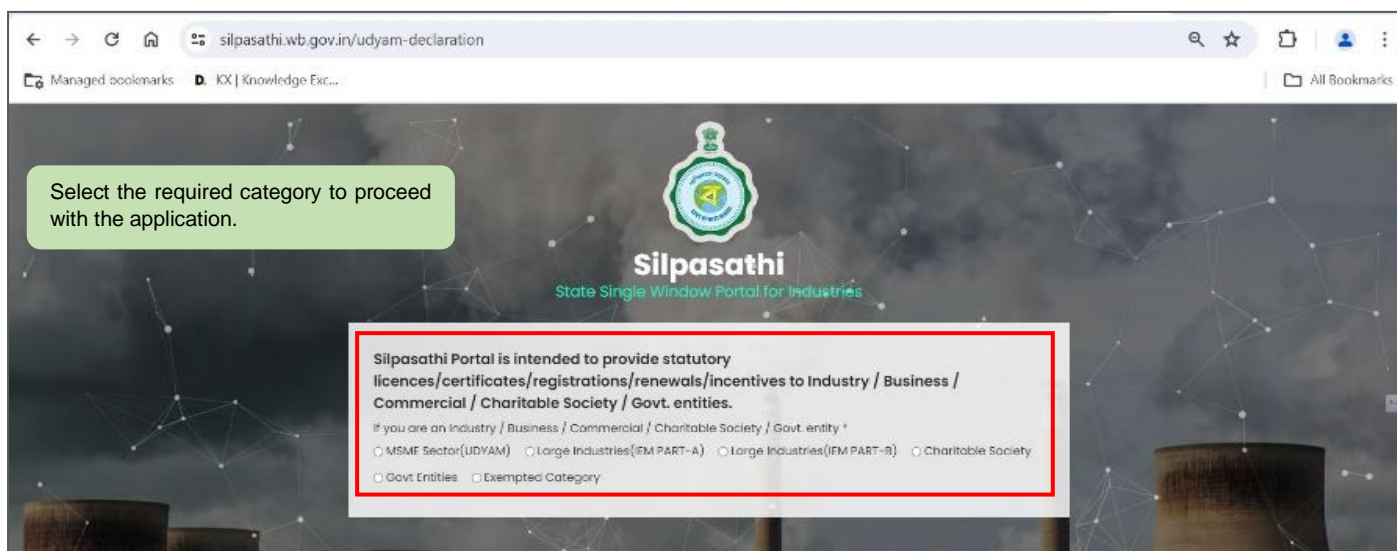 silpasathi.wb.gov.in/udyam-declaration
Managed bookmarks D. KX | Knowledge Exc...
All Bookmarks
Select the required category to proceed
with the application.
Silpasathi
State Single Window Portal for Industries
Silpasathi Portal is intended to provide statutory
licences/certificates/registrations/renewals/incentives to Industry / Business /
Commercial / Charitable Society / Govt. entities.
If you are an Industry / Business / Commercial / Charitable Society / Govt. entity *
MSME Sector(UDYAM) Large Industries(IEM PART-A) Large Industries(IEM PART-B) Charitable Society
Govt Entities Exempted Category